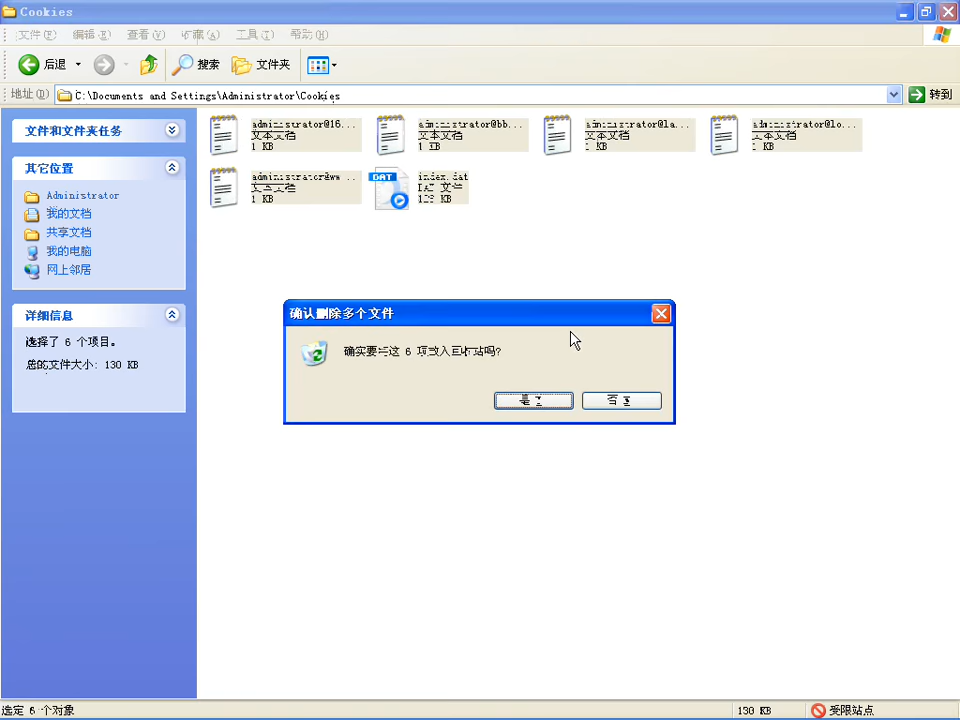 Cookies
文件(F) 编辑(E) 查看(V) 收藏(A) 工具(T) 帮助(H)
后退 搜索 文件夹
地址(D) C:\Documents and Settings\Administrator\Cookies 转到
文件和文件夹任务
其它位置
Administrator
我的文档
共享文档
我的电脑
网上邻居
详细信息
选择了 6 个项目。
总的文件大小: 130 KB
administrator@16...
文本文档
1 KB
administrator@bb...
文本文档
1 KB
administrator@la...
文本文档
1 KB
administrator@lo...
文本文档
1 KB
administrator@ww...
文本文档
1 KB
DAT
index.dat
DAT 文件
128 KB
确认删除多个文件
确实要将这 6 项放入回收站吗?
是(Y) 否(N)
选定 6 个对象 130 KB 受限站点